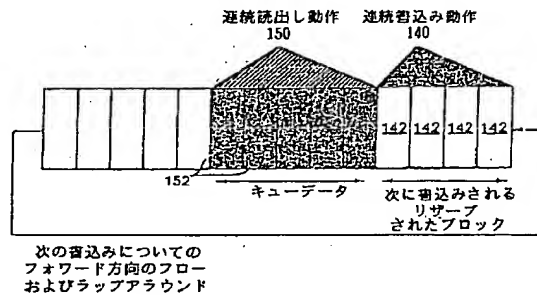 連続読出し動作
150
連続書込み動作
140
142 142 142 142
152
キューデータ
次に書込みされる
リザーブ
されたブロック
次の書込みについての
フォワード方向のフロー
およびラップアラウンド